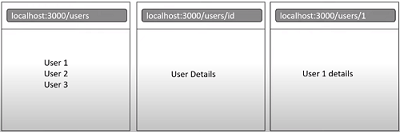 localhost:3000/users
User 1
User 2
User 3
localhost:3000/users/id
User Details
localhost:3000/users/1
User 1 details